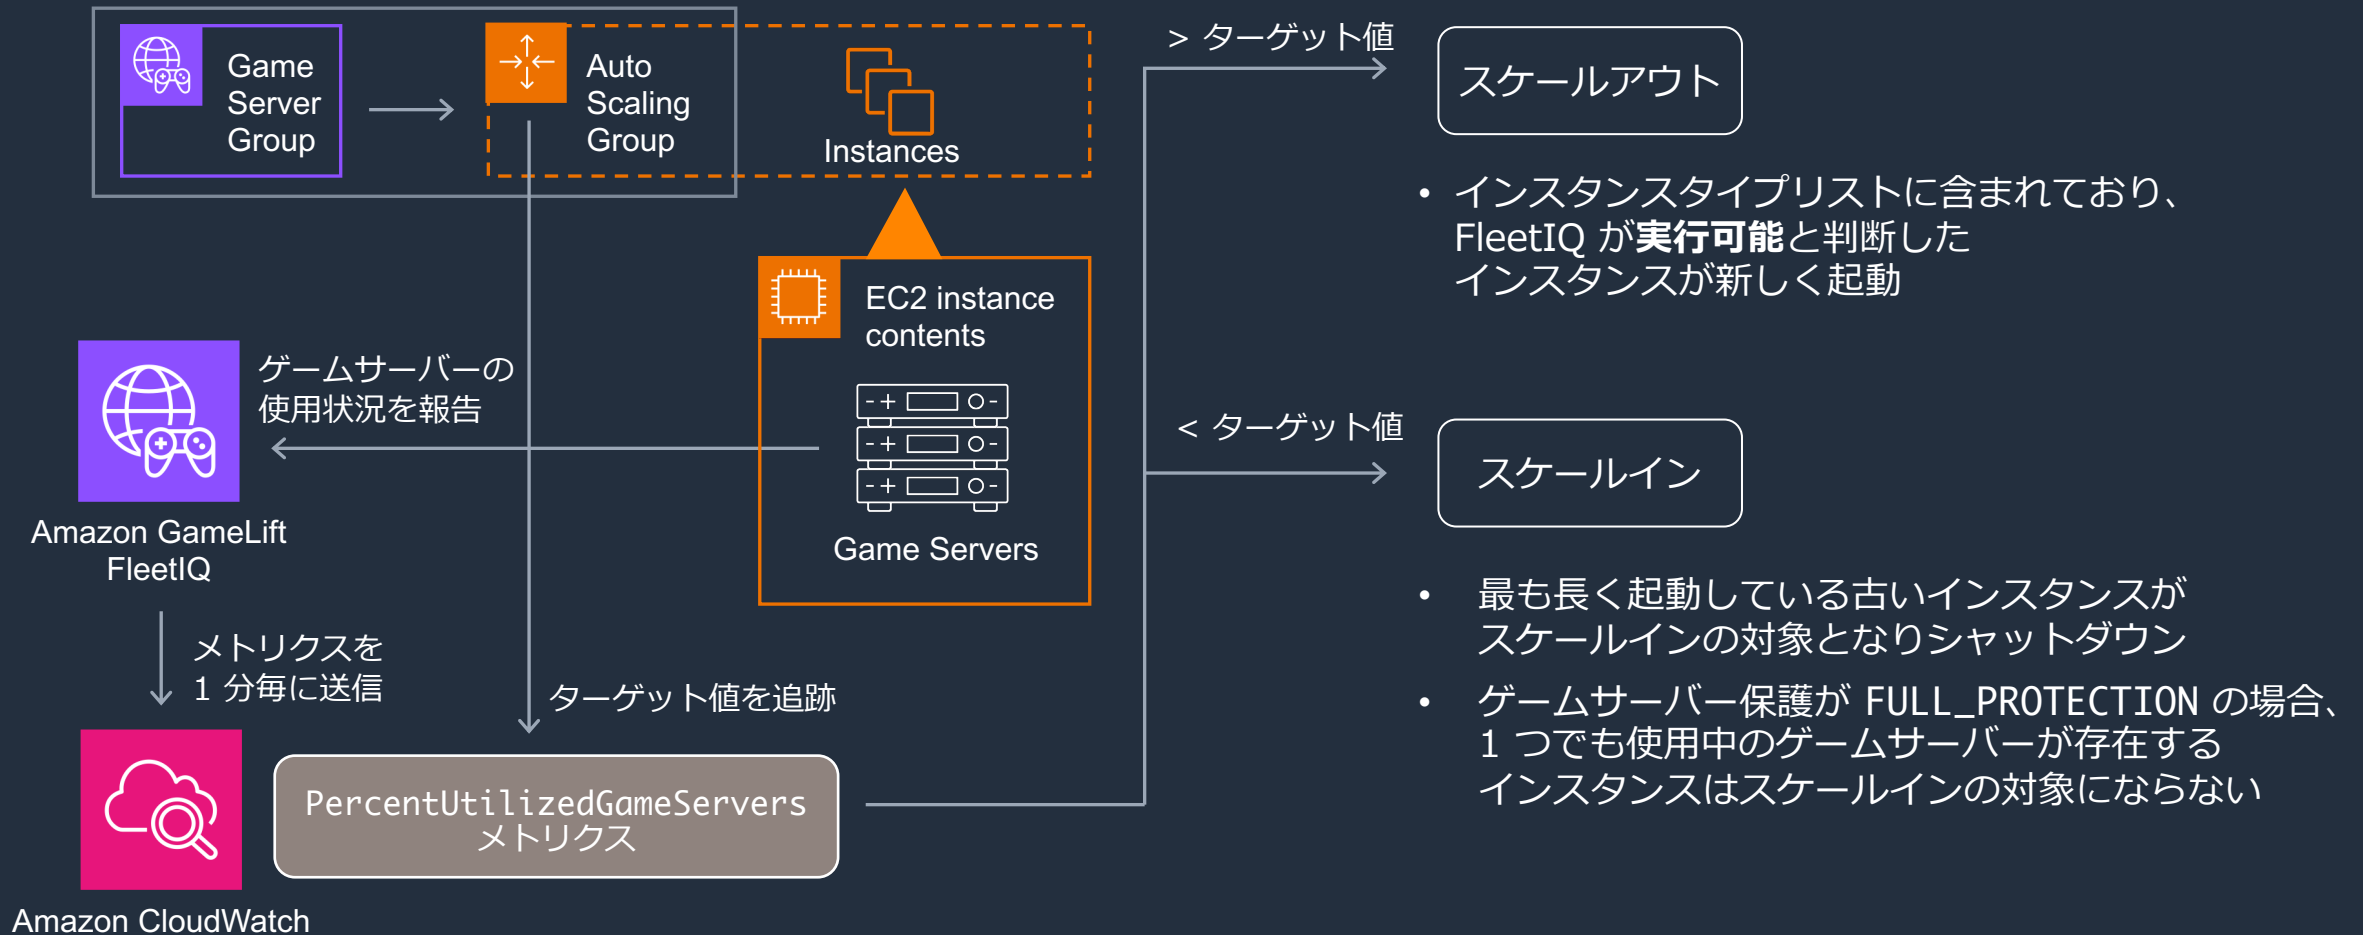 Game
Server
Group
Auto
Scaling
Group
Instances
EC2 instance
contents
Game Servers
ゲームサーバーの
使用状況を報告
Amazon GameLift
FleetIQ
メトリクスを
1 分毎に送信
ターゲット値を追跡
PercentUtilizedGameServers
メトリクス
Amazon CloudWatch
> ターゲット値
スケールアウト
• インスタンスタイプリストに含まれており、
FleetIQ が実行可能と判断した
インスタンスが新しく起動
< ターゲット値
スケールイン
• 最も長く起動している古いインスタンスが
スケールインの対象となりシャットダウン
• ゲームサーバー保護が FULL_PROTECTION の場合、
1 つでも使用中のゲームサーバーが存在する
インスタンスはスケールインの対象にならない